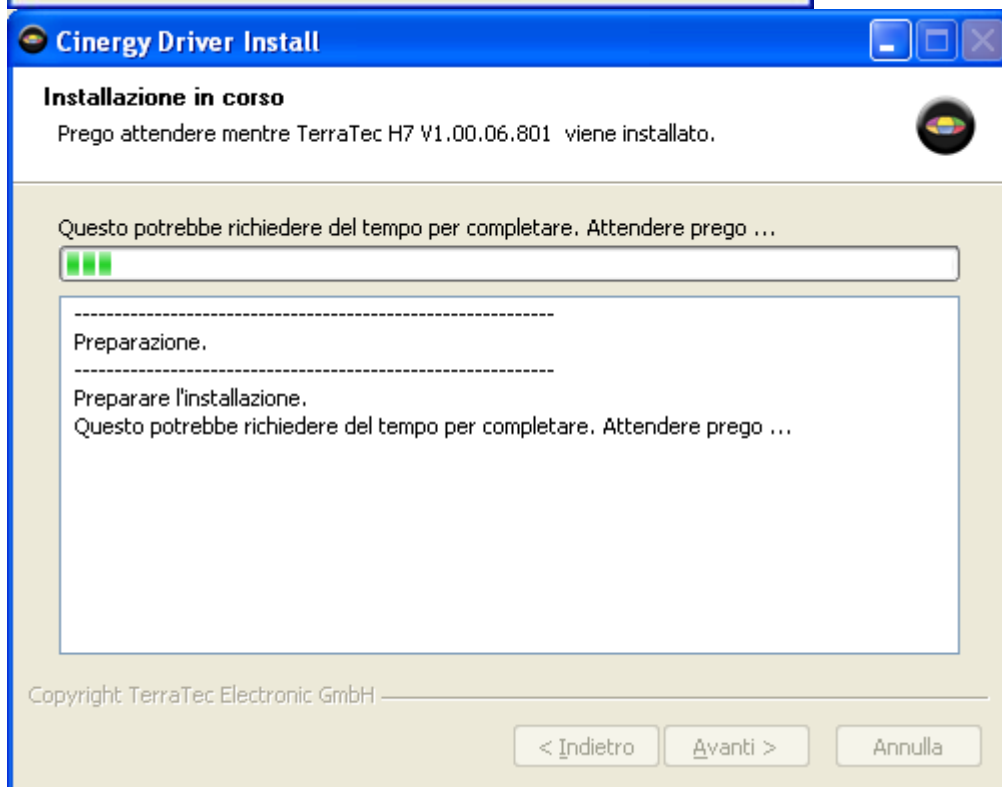 Cinergy Driver Install
Installazione in corso
Prego attendere mentre TerraTec H7 V1.00.06.801  viene installato.
Questo potrebbe richiedere del tempo per completare. Attendere prego ...
------------------------------------------------------------
Preparazione.
------------------------------------------------------------
Preparare l'installazione.
Questo potrebbe richiedere del tempo per completare. Attendere prego ...
Copyright TerraTec Electronic GmbH
< Indietro
Avanti >
Annulla